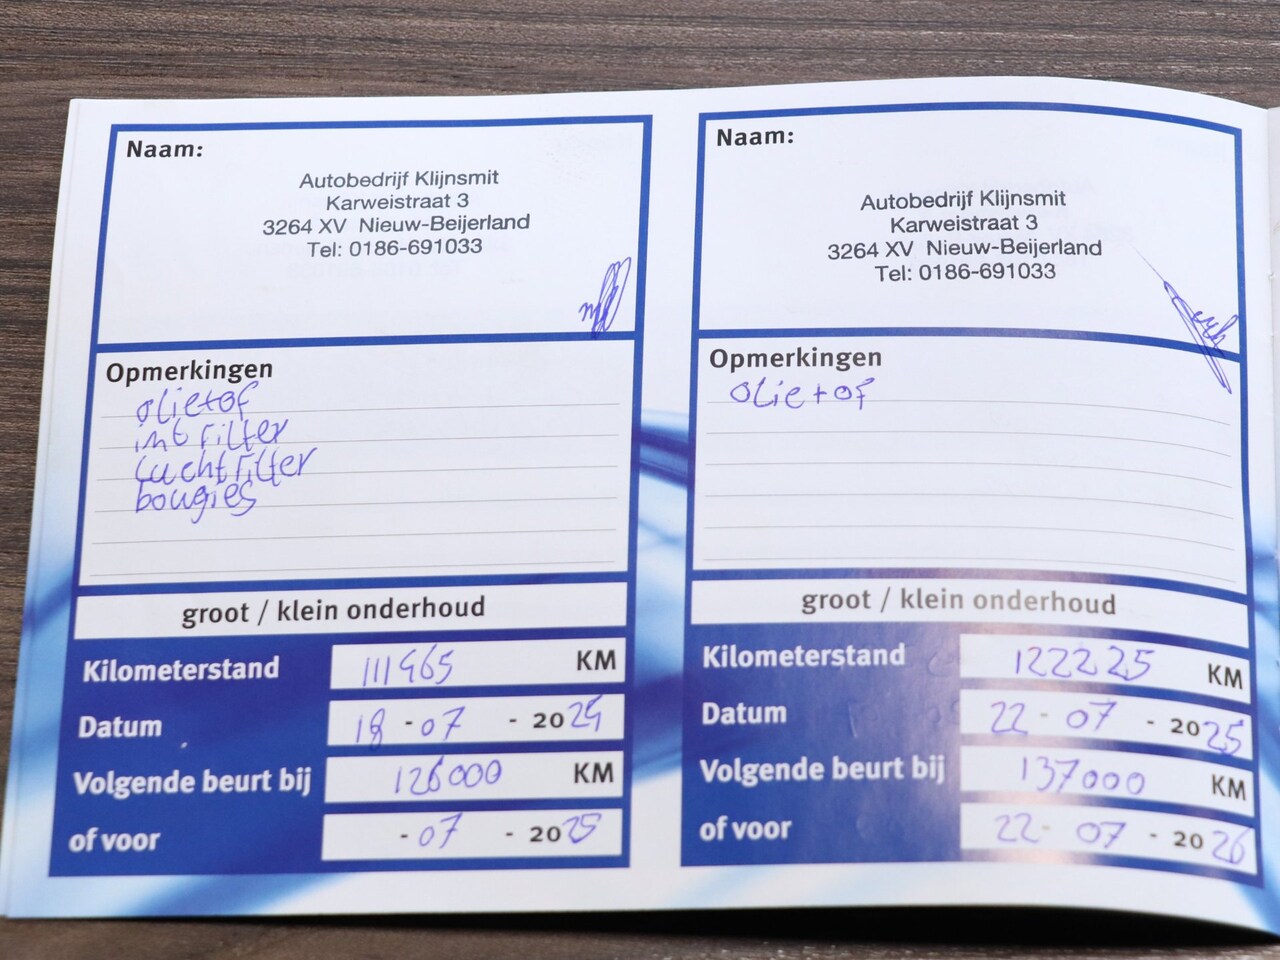 Naam:
Autobedrijf Klijnsmit
Karweistraat 3
3264 XV Nieuw-Beijerland
Tel: 0186-691033
Opmerkingen
olie+of
int filter
luchtfilter
bougies
groot / klein onderhoud
Kilometerstand 111965 KM
Datum 18 - 07 - 2024
Volgende beurt bij 126000 KM
of voor - 07 - 2025
Naam:
Autobedrijf Klijnsmit
Karweistraat 3
3264 XV Nieuw-Beijerland
Tel: 0186-691033
Opmerkingen
olie+of
groot / klein onderhoud
Kilometerstand 122225 KM
Datum 22 - 07 - 2025
Volgende beurt bij 137000 KM
of voor 22 - 07 - 2026